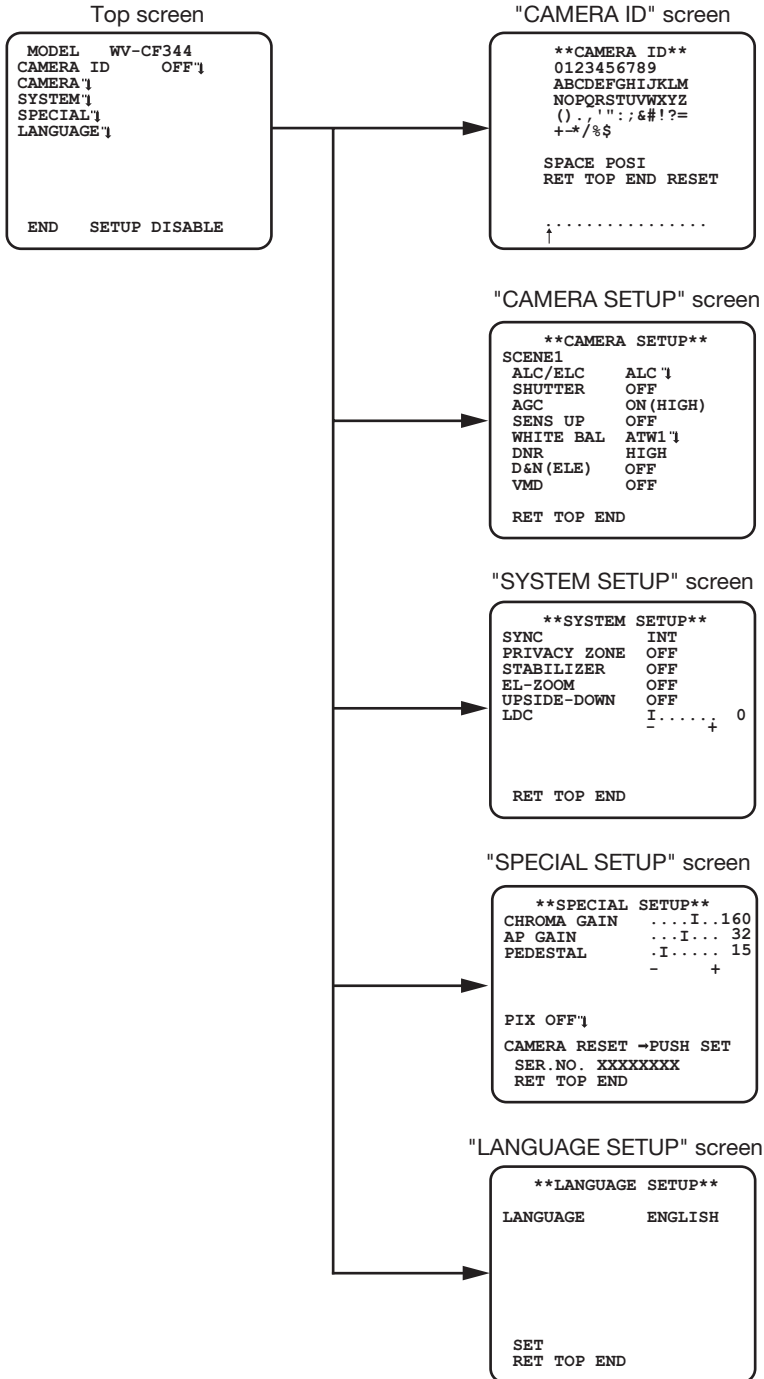 Top screen
MODEL WV-CF344
CAMERA ID OFF
CAMERA
SYSTEM
SPECIAL
LANGUAGE
END SETUP DISABLE
"CAMERA ID" screen
**CAMERA ID**
0123456789
ABCDEFGHIJKLM
NOPQRSTUVWXYZ
().,'":;&#!?=
+-*/%$
SPACE POSI
RET TOP END RESET
................
↑
"CAMERA SETUP" screen
**CAMERA SETUP**
SCENE1
ALC/ELC ALC
SHUTTER OFF
AGC ON(HIGH)
SENS UP OFF
WHITE BAL ATW1
DNR HIGH
D&N(ELE) OFF
VMD OFF
RET TOP END
"SYSTEM SETUP" screen
**SYSTEM SETUP**
SYNC INT
PRIVACY ZONE OFF
STABILIZER OFF
EL-ZOOM OFF
UPSIDE-DOWN OFF
LDC I...... 0
- +
RET TOP END
"SPECIAL SETUP" screen
**SPECIAL SETUP**
CHROMA GAIN ....I..160
AP GAIN ...I... 32
PEDESTAL .I..... 15
- +
PIX OFF
CAMERA RESET →PUSH SET
SER.NO. XXXXXXXX
RET TOP END
"LANGUAGE SETUP" screen
**LANGUAGE SETUP**
LANGUAGE ENGLISH
SET
RET TOP END